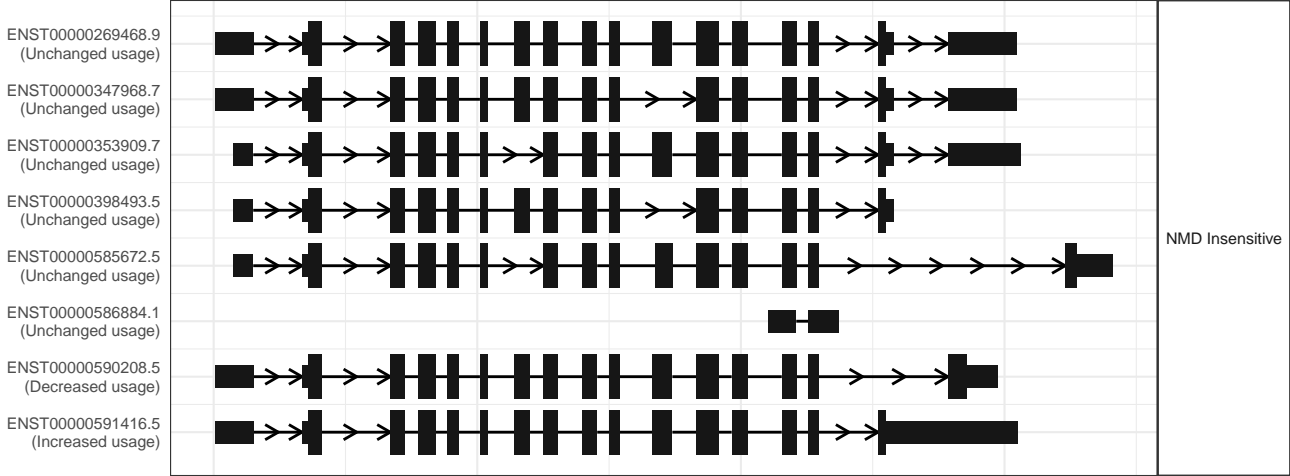 ENST00000269468.9
(Unchanged usage)
ENST00000347968.7
(Unchanged usage)
ENST00000353909.7
(Unchanged usage)
ENST00000398493.5
(Unchanged usage)
ENST00000585672.5
(Unchanged usage)
ENST00000586884.1
(Unchanged usage)
ENST00000590208.5
(Decreased usage)
ENST00000591416.5
(Increased usage)
NMD Insensitive